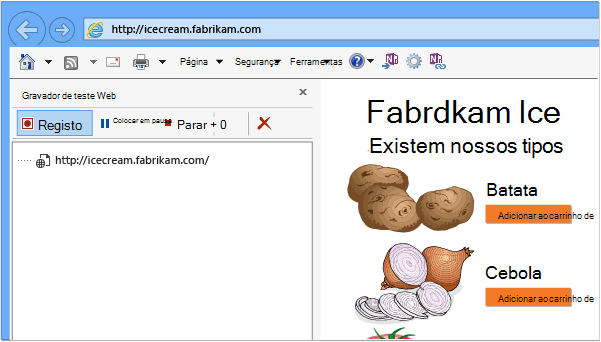 http://icecream.fabrikam.com
Página Segurança Ferramentas
Gravador de teste Web
Registo Colocar em pausa Parar + 0
http://icecream.fabrikam.com/
Fabrdkam Ice
Existem nossos tipos
Batata
Adicionar ao carrinho de
Cebola
Adicionar ao carrinho de